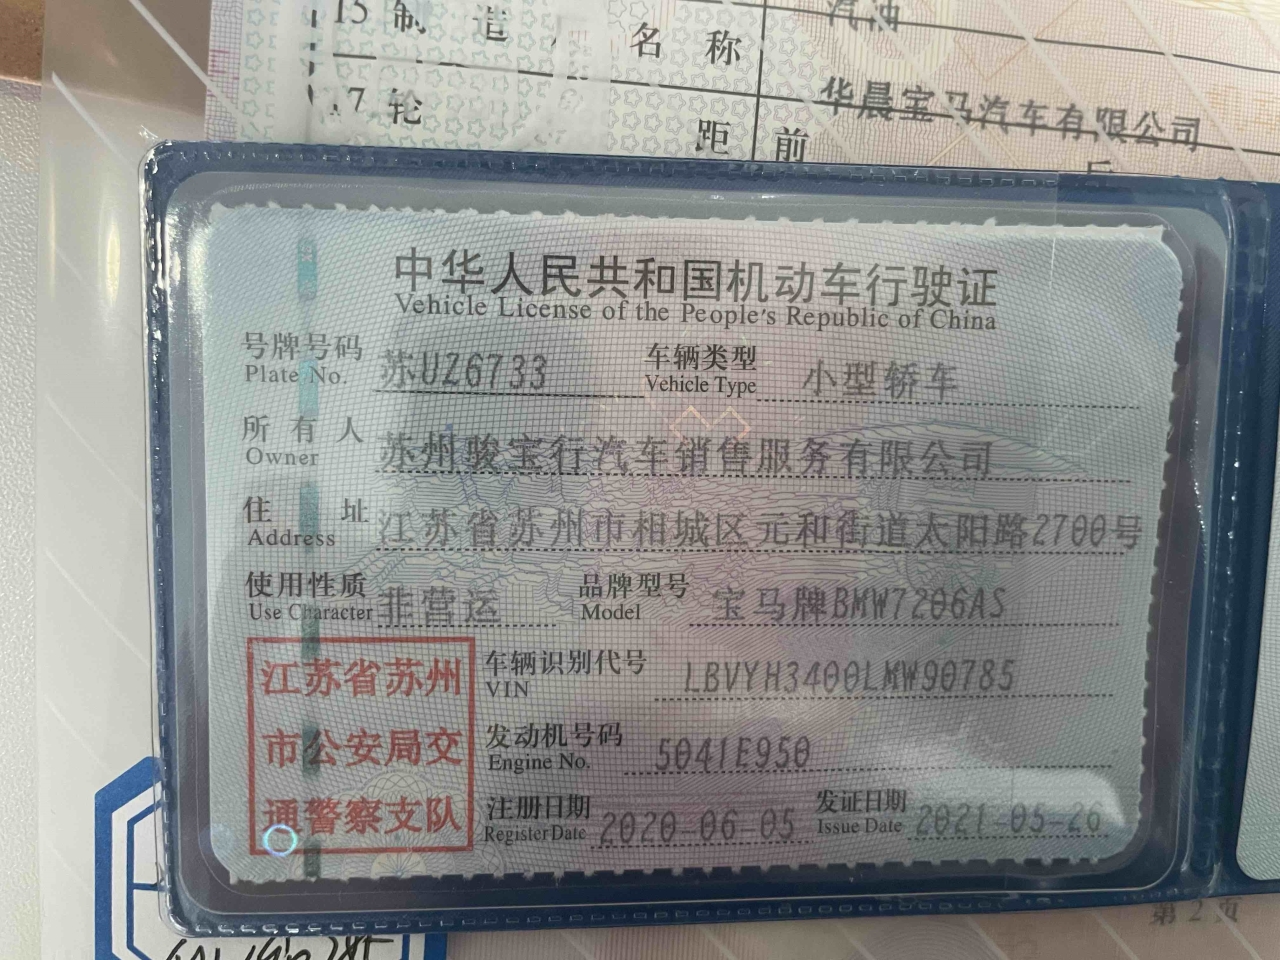 汽油
15 制 造 名 称
华晨宝马汽车有限公司
17 轮 距 前
中华人民共和国机动车行驶证
Vehicle License of the People's Republic of China
号牌号码 苏UZ6733 车辆类型 小型轿车
Plate No. Vehicle Type
所有人 苏州骏宝行汽车销售服务有限公司
Owner
住址 江苏省苏州市相城区元和街道太阳路2700号
Address
使用性质 非营运 品牌型号 宝马牌BMW7206AS
Use Character Model
江苏省苏州
市公安局交
通警察支队
车辆识别代号 LBVYH3400LMW90785
VIN
发动机号码 5041E950
Engine No.
注册日期 2020-06-05 发证日期 2021-05-26
Register Date Issue Date
第 2 页